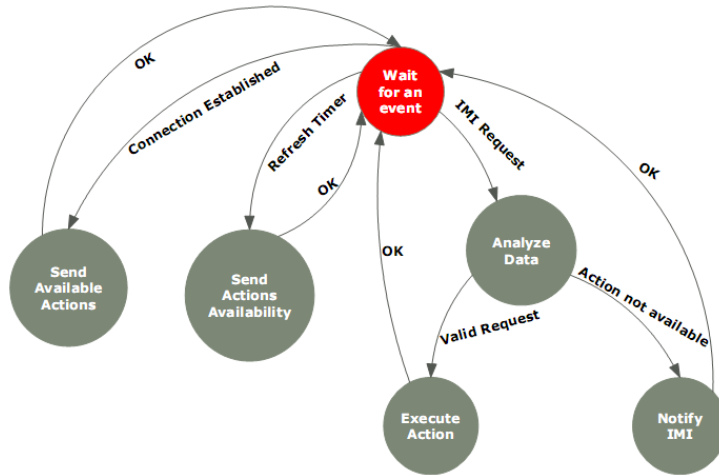 OK
Connection Established
Wait
for an
event
Refresh Timer
IMI Request
OK
OK
OK
Send
Available
Actions
Send
Actions
Availability
Analyze
Data
Valid Request
Action not available
Execute
Action
Notify
IMI